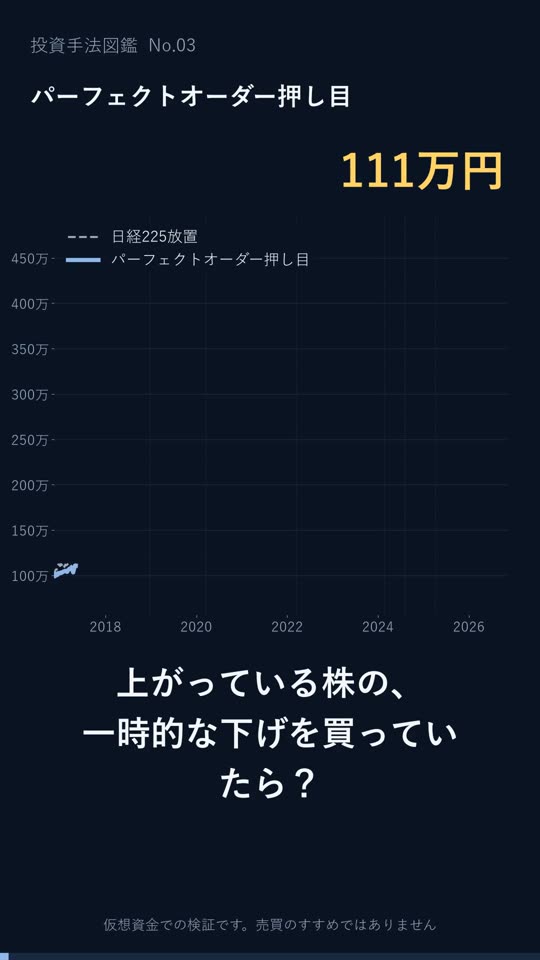 投資手法図鑑 No.03
パーフェクトオーダー押し目
111万円
日経225放置
パーフェクトオーダー押し目
450万
400万
350万
300万
250万
200万
150万
100万
2018 2020 2022 2024 2026
上がっている株の、
一時的な下げを買ってい
たら？
仮想資金での検証です。売買のすすめではありません